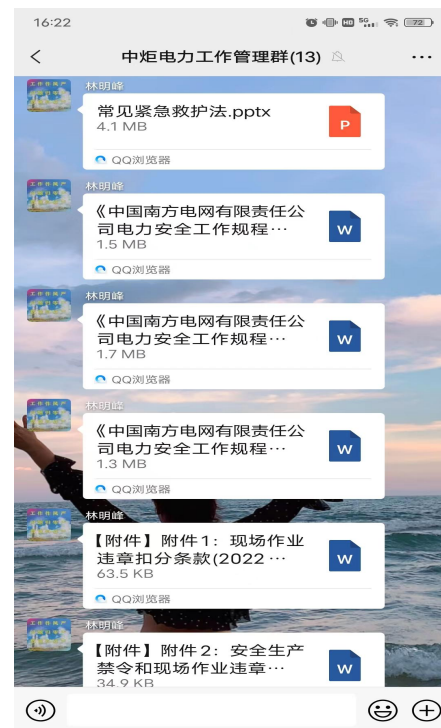 16:22
5G
72
中炬电力工作管理群(13)
林明峰
常见紧急救护法.pptx
4.1 MB
P
QQ浏览器
林明峰
《中国南方电网有限责任公
司电力安全工作规程…
1.5 MB
W
QQ浏览器
林明峰
《中国南方电网有限责任公
司电力安全工作规程…
1.7 MB
W
QQ浏览器
林明峰
《中国南方电网有限责任公
司电力安全工作规程…
1.3 MB
W
QQ浏览器
林明峰
【附件】附件1：现场作业
违章扣分条款(2022…
63.5 KB
W
QQ浏览器
林明峰
【附件】附件2：安全生产
禁令和现场作业违章…
34.9 KB
W